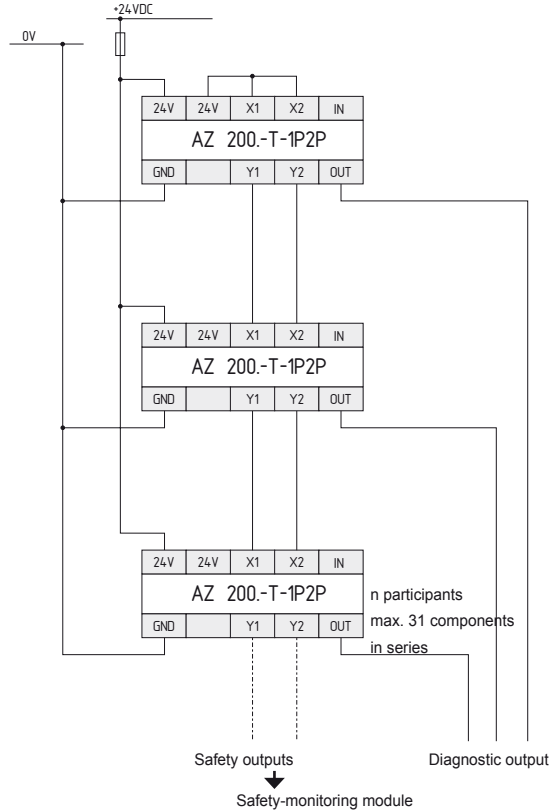 +24VDC
0V
24V 24V X1 X2 IN
AZ 200.-T-1P2P
GND Y1 Y2 OUT
24V 24V X1 X2 IN
AZ 200.-T-1P2P
GND Y1 Y2 OUT
24V 24V X1 X2 IN
AZ 200.-T-1P2P
GND Y1 Y2 OUT
n participants
max. 31 components
in series
Safety outputs
Diagnostic output
Safety-monitoring module